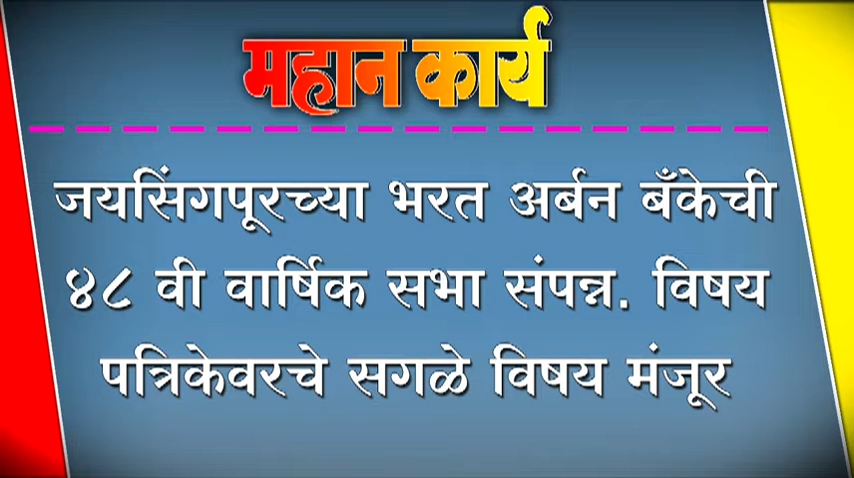 महान कार्य
जयसिंगपूरच्या भरत अर्बन बँकेची
४८ वी वार्षिक सभा संपन्न. विषय
पत्रिकेवरचे सगळे विषय मंजूर